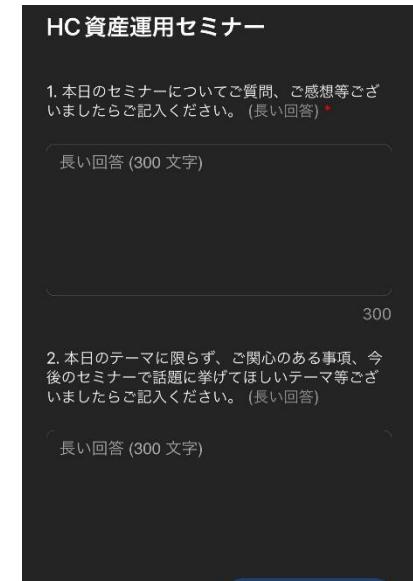 HC資産運用セミナー
1. 本日のセミナーについてご質問、ご感想等ござ
いましたらご記入ください。 (長い回答) *
長い回答 (300 文字)
300
2. 本日のテーマに限らず、ご関心のある事項、今
後のセミナーで話題に挙げてほしいテーマ等ござ
いましたらご記入ください。 (長い回答)
長い回答 (300 文字)